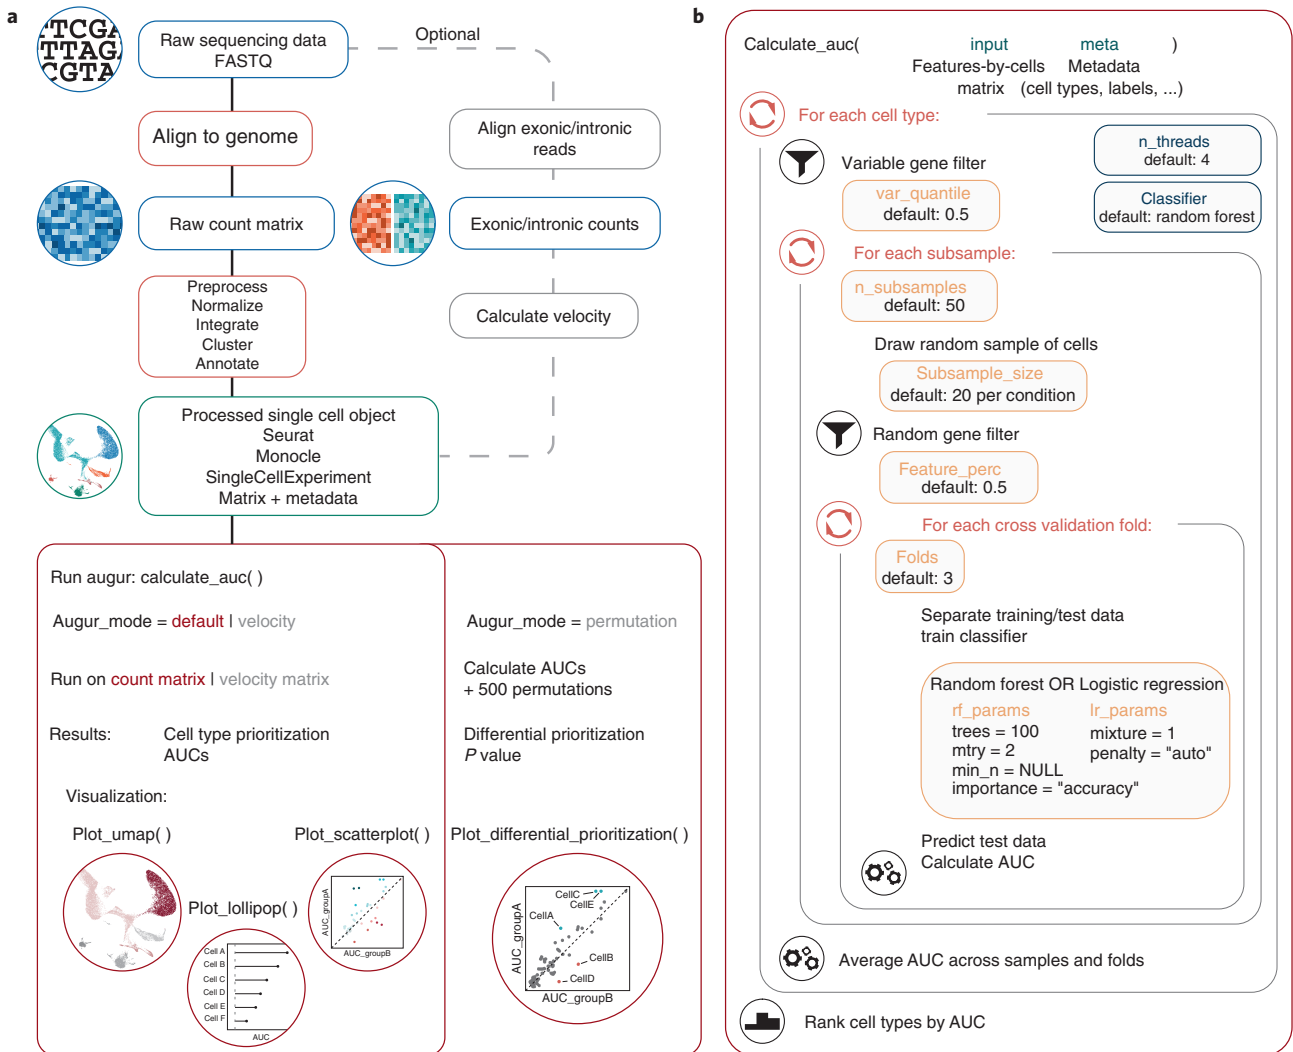 a
TTCGA
TTAG
CGTA
Raw sequencing data
FASTQ
Optional
Align to genome
Align exonic/intronic
reads
Raw count matrix
Exonic/intronic counts
Preprocess
Normalize
Integrate
Cluster
Annotate
Calculate velocity
Processed single cell object
Seurat
Monocle
SingleCellExperiment
Matrix + metadata
Run augur: calculate_auc( )
Augur_mode = default | velocity
Run on count matrix | velocity matrix
Results:
Cell type prioritization
AUCs
Visualization:
Plot_umap( )
Plot_lollipop( )
Cell A
Cell B
Cell C
Cell D
Cell E
Cell F
AUC
Plot_scatterplot( )
AUC_groupA
AUC_groupB
Augur_mode = permutation
Calculate AUCs
+ 500 permutations
Differential prioritization
P value
Plot_differential_prioritization( )
CellC
CellE
CellA
CellB
CellD
AUC_groupA
AUC_groupB
b
Calculate_auc( input meta )
Features-by-cells Metadata
matrix (cell types, labels, ...)
For each cell type:
n_threads
default: 4
Classifier
default: random forest
Variable gene filter
var_quantile
default: 0.5
For each subsample:
n_subsamples
default: 50
Draw random sample of cells
Subsample_size
default: 20 per condition
Random gene filter
Feature_perc
default: 0.5
For each cross validation fold:
Folds
default: 3
Separate training/test data
train classifier
Random forest OR Logistic regression
rf_params lr_params
trees = 100 mixture = 1
mtry = 2 penalty = "auto"
min_n = NULL
importance = "accuracy"
Predict test data
Calculate AUC
Average AUC across samples and folds
Rank cell types by AUC